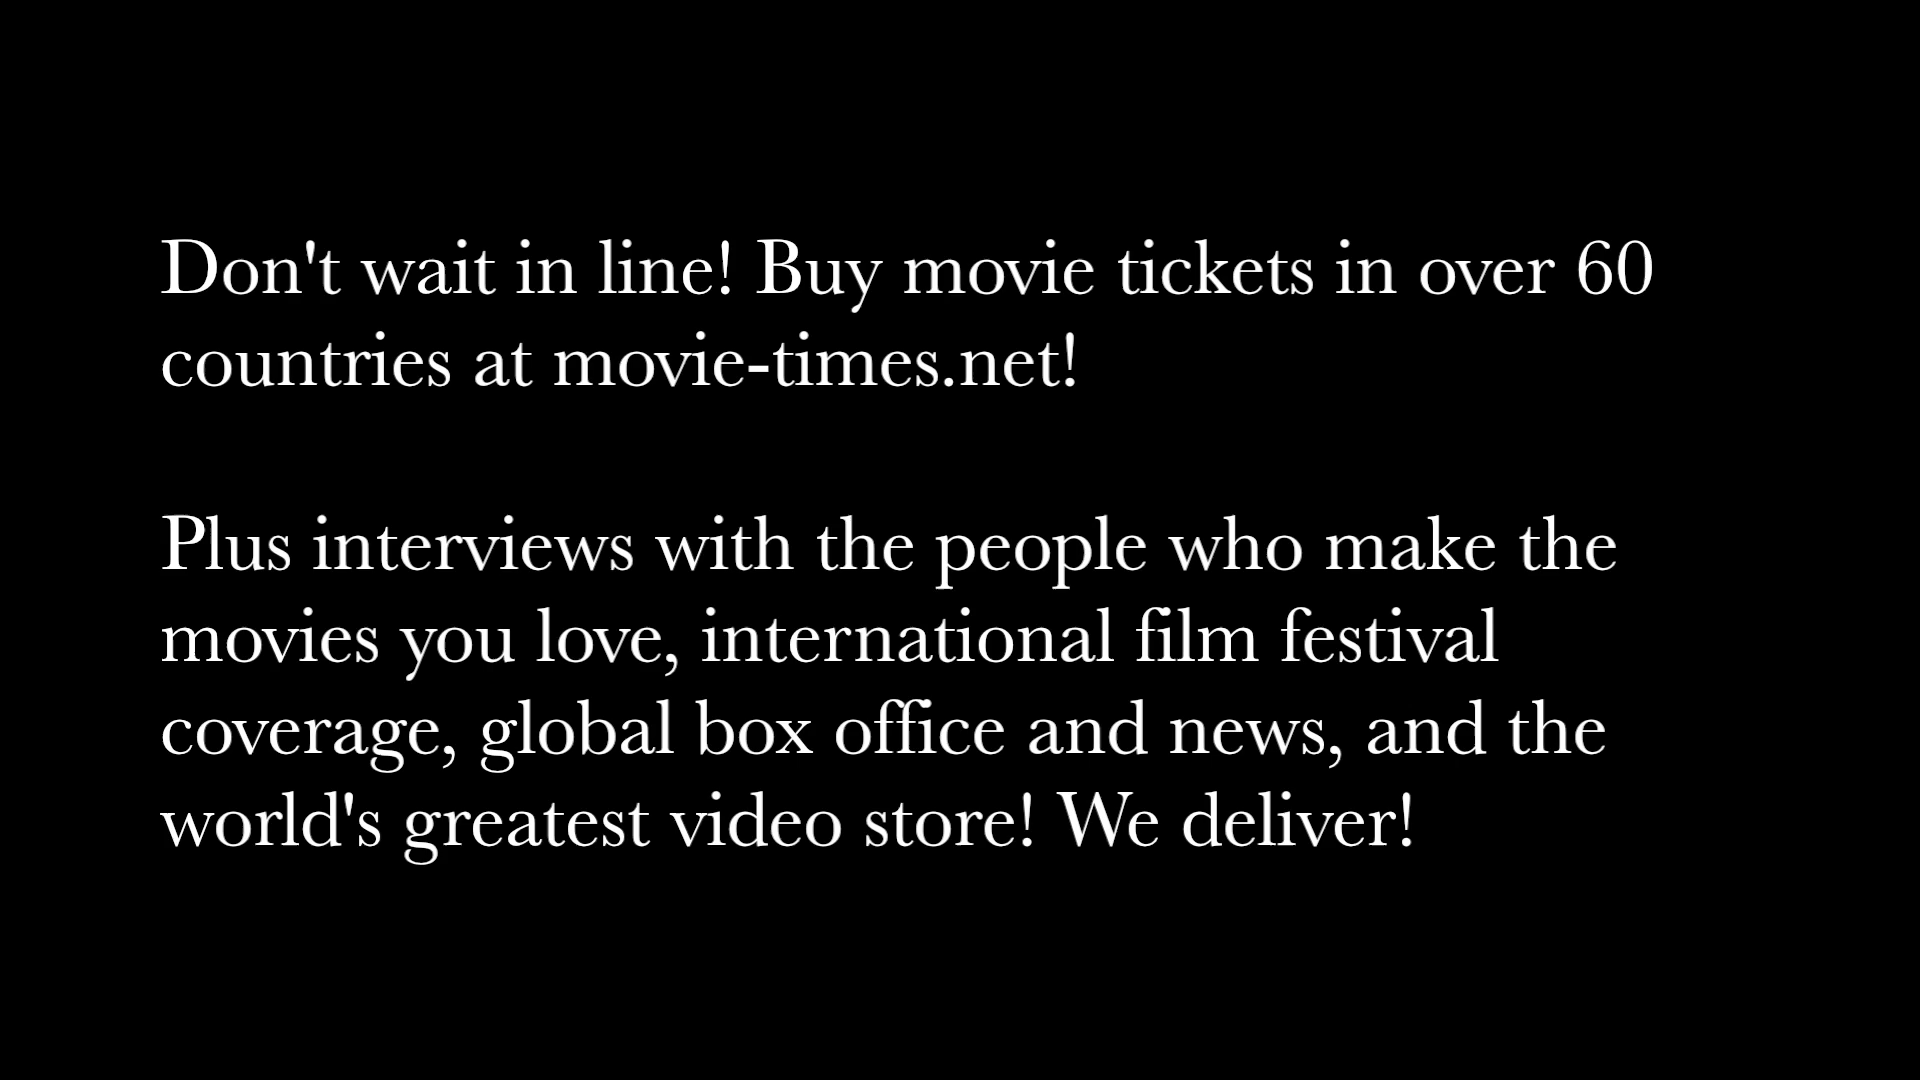 Don't wait in line! Buy movie tickets in over 60
countries at movie-times.net!
Plus interviews with the people who make the
movies you love, international film festival
coverage, global box office and news, and the
world's greatest video store! We deliver!